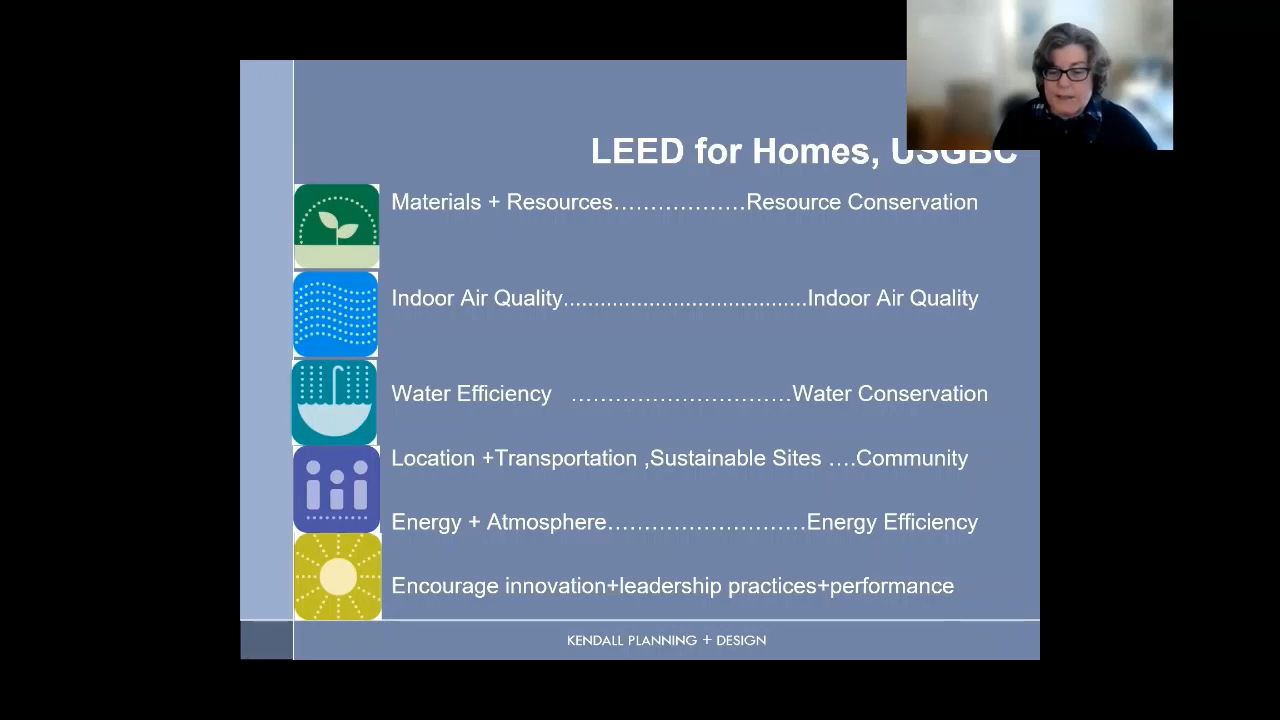 LEED for Homes, USGBC
Materials + Resources………………Resource Conservation
Indoor Air Quality........................................Indoor Air Quality
Water Efficiency …………………………Water Conservation
Location +Transportation ,Sustainable Sites ….Community
Energy + Atmosphere………………………Energy Efficiency
Encourage innovation+leadership practices+performance
KENDALL PLANNING + DESIGN